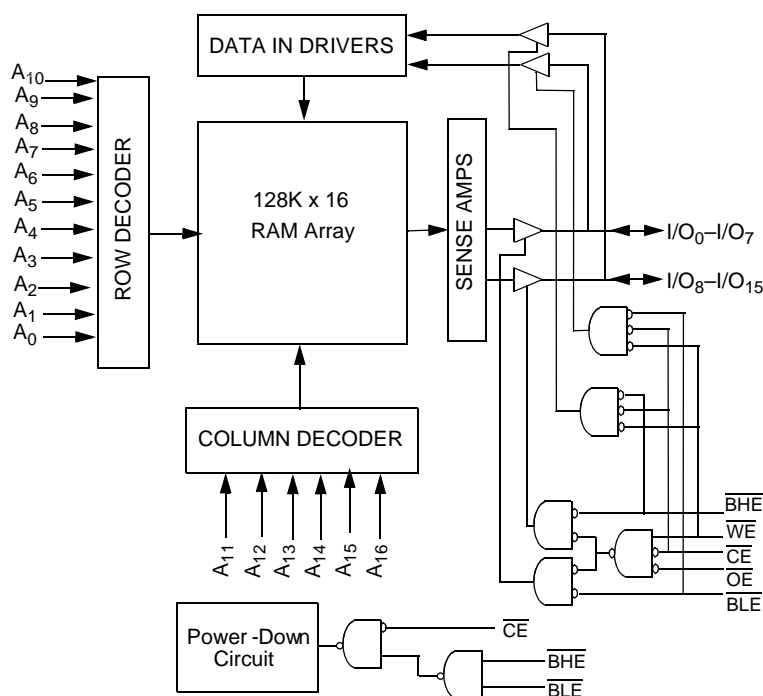 DATA IN DRIVERS
A10
A9
A8
A7
A6
A5
A4
A3
A2
A1
A0
ROW DECODER
128K x 16
RAM Array
SENSE AMPS
I/O0–I/O7
I/O8–I/O15
COLUMN DECODER
A11
A12
A13
A14
A15
A16
BHE
WE
CE
OE
BLE
Power -Down
Circuit
CE
BHE
BLE